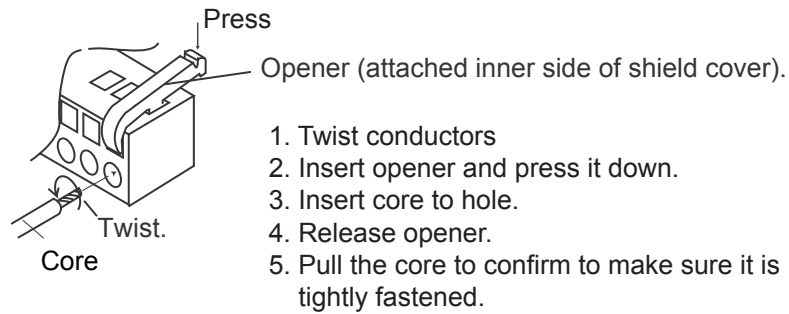 Press
Opener (attached inner side of shield cover).
1. Twist conductors
2. Insert opener and press it down.
3. Insert core to hole.
4. Release opener.
5. Pull the core to confirm to make sure it is
tightly fastened.
Twist.
Core